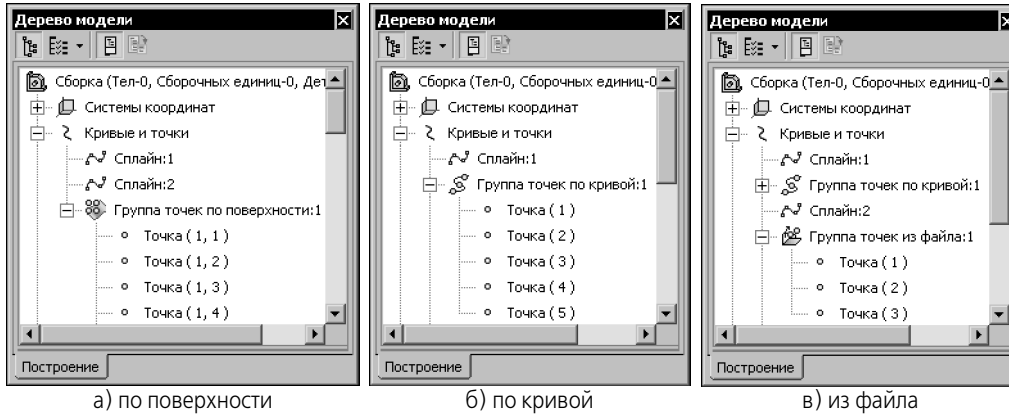 Дерево модели
Сборка (Тел-0, Сборочных единиц-0, Дет
Системы координат
Кривые и точки
Сплайн:1
Сплайн:2
Группа точек по поверхности:1
Точка ( 1, 1 )
Точка ( 1, 2 )
Точка ( 1, 3 )
Точка ( 1, 4 )
Построение
а) по поверхности
Дерево модели
Сборка (Тел-0, Сборочных единиц-0
Системы координат
Кривые и точки
Сплайн:1
Группа точек по кривой:1
Точка ( 1 )
Точка ( 2 )
Точка ( 3 )
Точка ( 4 )
Точка ( 5 )
Построение
б) по кривой
Дерево модели
Сборка (Тел-0, Сборочных единиц-0
Системы координат
Кривые и точки
Сплайн:1
Группа точек по кривой:1
Сплайн:2
Группа точек из файла:1
Точка ( 1 )
Точка ( 2 )
Точка ( 3 )
Построение
в) из файла